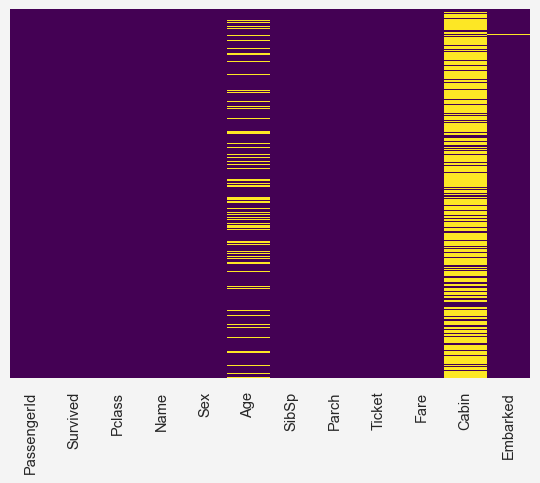 PassengerId
Survived
Pclass
Name
Sex
Age
SibSp
Parch
Ticket
Fare
Cabin
Embarked